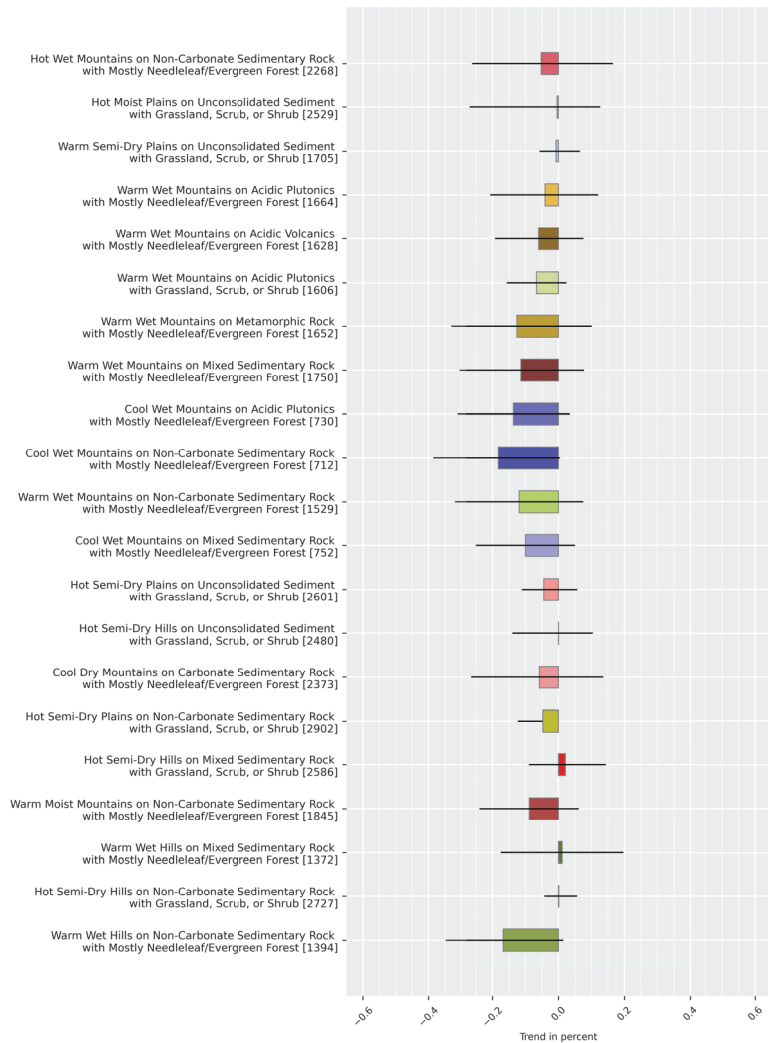 Hot Wet Mountains on Non-Carbonate Sedimentary Rock
with Mostly Needleleaf/Evergreen Forest [2268]
Hot Moist Plains on Unconsolidated Sediment
with Grassland, Scrub, or Shrub [2529]
Warm Semi-Dry Plains on Unconsolidated Sediment
with Grassland, Scrub, or Shrub [1705]
Warm Wet Mountains on Acidic Plutonics
with Mostly Needleleaf/Evergreen Forest [1664]
Warm Wet Mountains on Acidic Volcanics
with Mostly Needleleaf/Evergreen Forest [1628]
Warm Wet Mountains on Acidic Plutonics
with Grassland, Scrub, or Shrub [1606]
Warm Wet Mountains on Metamorphic Rock
with Mostly Needleleaf/Evergreen Forest [1652]
Warm Wet Mountains on Mixed Sedimentary Rock
with Mostly Needleleaf/Evergreen Forest [1750]
Cool Wet Mountains on Acidic Plutonics
with Mostly Needleleaf/Evergreen Forest [730]
Cool Wet Mountains on Non-Carbonate Sedimentary Rock
with Mostly Needleleaf/Evergreen Forest [712]
Warm Wet Mountains on Non-Carbonate Sedimentary Rock
with Mostly Needleleaf/Evergreen Forest [1529]
Cool Wet Mountains on Mixed Sedimentary Rock
with Mostly Needleleaf/Evergreen Forest [752]
Hot Semi-Dry Plains on Unconsolidated Sediment
with Grassland, Scrub, or Shrub [2601]
Hot Semi-Dry Hills on Unconsolidated Sediment
with Grassland, Scrub, or Shrub [2480]
Cool Dry Mountains on Carbonate Sedimentary Rock
with Mostly Needleleaf/Evergreen Forest [2373]
Hot Semi-Dry Plains on Non-Carbonate Sedimentary Rock
with Grassland, Scrub, or Shrub [2902]
Hot Semi-Dry Hills on Mixed Sedimentary Rock
with Grassland, Scrub, or Shrub [2586]
Warm Moist Mountains on Non-Carbonate Sedimentary Rock
with Mostly Needleleaf/Evergreen Forest [1845]
Warm Wet Hills on Mixed Sedimentary Rock
with Mostly Needleleaf/Evergreen Forest [1372]
Hot Semi-Dry Hills on Non-Carbonate Sedimentary Rock
with Grassland, Scrub, or Shrub [2727]
Warm Wet Hills on Non-Carbonate Sedimentary Rock
with Mostly Needleleaf/Evergreen Forest [1394]
−0.6 −0.4 −0.2 0.0 0.2 0.4 0.6
Trend in percent